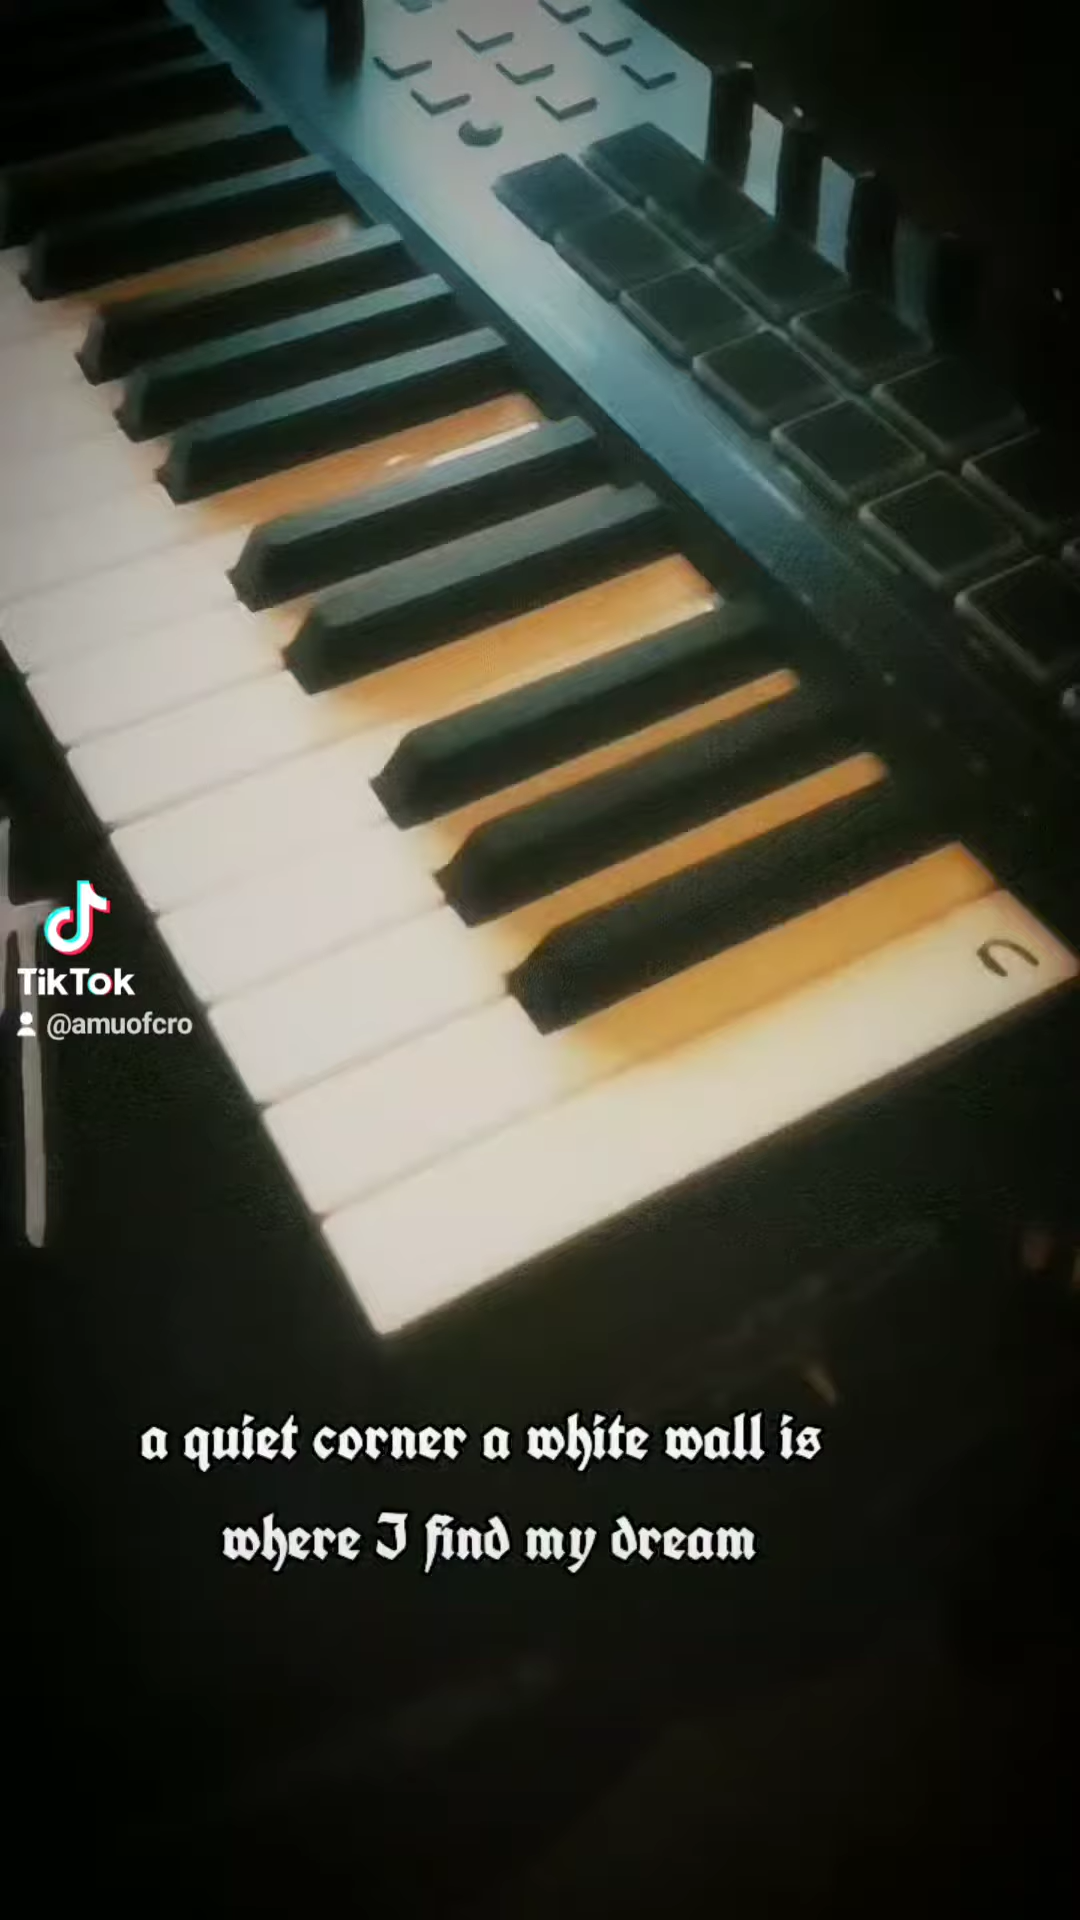 C
TikTok
@amuofcro
a quiet corner a white wall is
where I find my dream